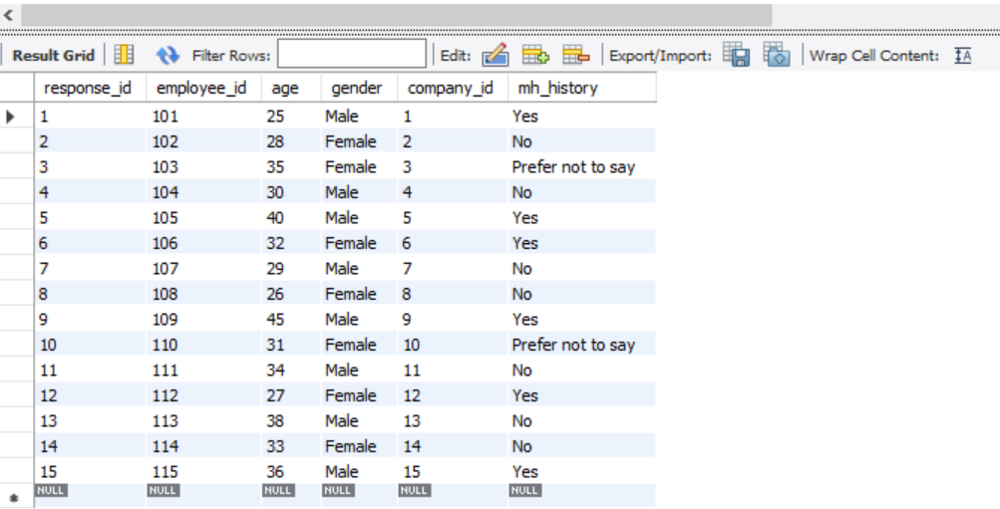 Result Grid Filter Rows: Edit: Export/Import: Wrap Cell Content: IA
response_id employee_id age gender company_id mh_history
1 101 25 Male 1 Yes
2 102 28 Female 2 No
3 103 35 Female 3 Prefer not to say
4 104 30 Male 4 No
5 105 40 Male 5 Yes
6 106 32 Female 6 Yes
7 107 29 Male 7 No
8 108 26 Female 8 No
9 109 45 Male 9 Yes
10 110 31 Female 10 Prefer not to say
11 111 34 Male 11 No
12 112 27 Female 12 Yes
13 113 38 Male 13 No
14 114 33 Female 14 No
15 115 36 Male 15 Yes
NULL NULL NULL NULL NULL NULL